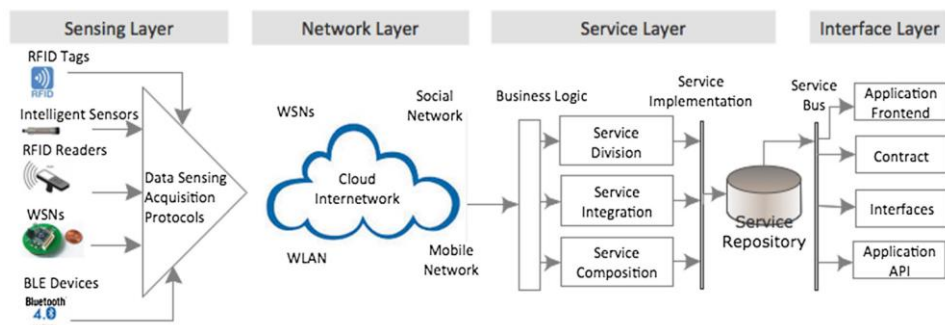 Sensing Layer
Network Layer
Service Layer
Interface Layer
RFID Tags
RFID
Intelligent Sensors
RFID Readers
WSNs
BLE Devices
Bluetooph
4.0
Data Sensing
Acquisition
Protocols
WSNs
Social
Network
Cloud
Internetwork
WLAN
Mobile
Network
Business Logic
Service
Division
Service
Integration
Service
Composition
Service
Implementation
Service
Repository
Service
Bus
Application
Frontend
Contract
Interfaces
Application
API